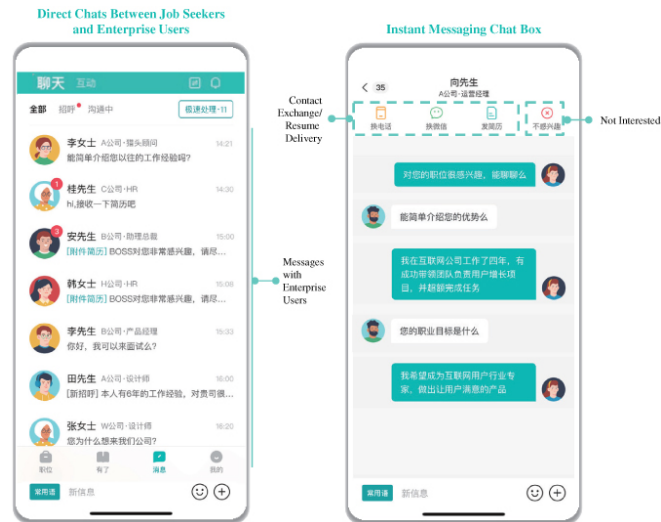 Direct Chats Between Job Seekers
and Enterprise Users
聊天 互动
全部 招呼 沟通中 极速处理·11
李女士 A公司·猎头顾问 14:21
能简单介绍您以往的工作经验吗?
1
桂先生 C公司·HR 14:30
hi,接收一下简历吧
3
安先生 B公司·助理总裁 15:00
[附件简历] BOSS对您非常感兴趣，请尽...
韩女士 H公司·HR 15:08
[附件简历] BOSS对您非常感兴趣，请尽...
李先生 B公司·产品经理 15:33
你好，我可以来面试么?
田先生 A公司·设计师 16:00
[新招呼] 本人有6年的工作经验，对贵司很...
张女士 W公司·设计师 16:20
您为什么想来我们公司?
职位 有了 消息 我的
常用语 新信息
Contact
Exchange/
Resume
Delivery
Messages
with
Enterprise
Users
Instant Messaging Chat Box
35 向先生
A公司·运营经理
换电话 换微信 发简历 不感兴趣
Not Interested
对您的职位很感兴趣，能聊聊么
能简单介绍您的优势么
我在互联网公司工作了四年，有
成功带领团队负责用户增长项
目，并超额完成任务
您的职业目标是什么
我希望成为互联网用户行业专
家，做出让用户满意的产品
常用语 新信息